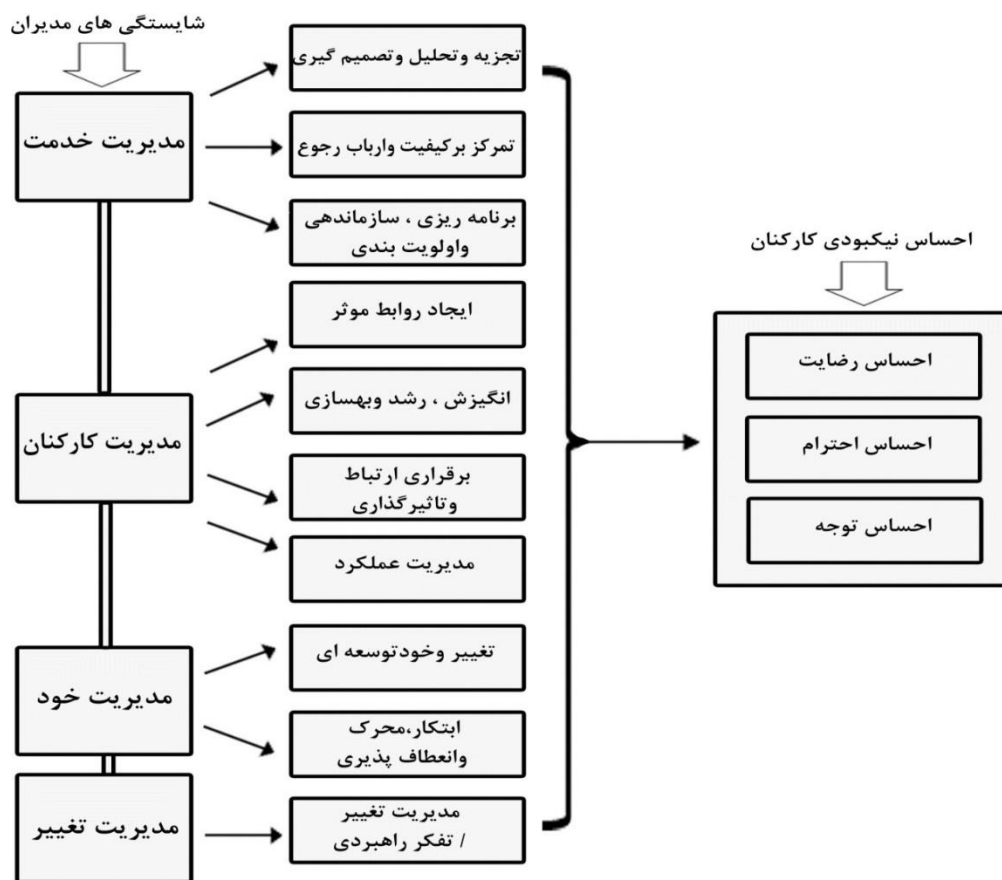 شایستگی های مدیران
مدیریت خدمت
تجزیه وتحلیل وتصمیم گیری
تمرکز برکیفیت وارباب رجوع
برنامه ریزی ، سازماندهی
واولویت بندی
مدیریت کارکنان
ایجاد روابط موثر
انگیزش ، رشد وبهسازی
برقراری ارتباط
وتاثیرگذاری
مدیریت عملکرد
مدیریت خود
تغییر وخودتوسعه ای
ابتکار،محرک
وانعطاف پذیری
مدیریت تغییر
مدیریت تغییر
/ تفکر راهبردی
احساس نیکبودی کارکنان
احساس رضایت
احساس احترام
احساس توجه